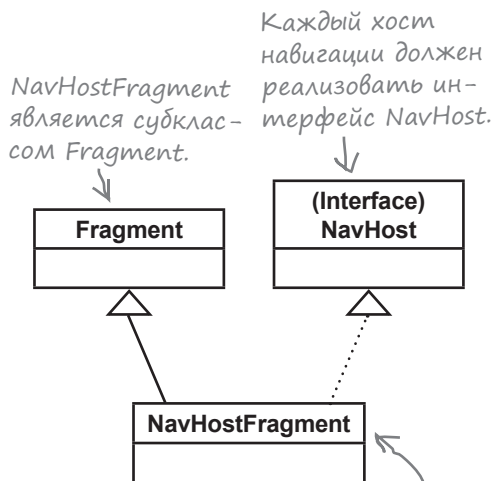 NavHostFragment
является субклас-
сом Fragment.
Каждый хост
навигации должен
реализовать ин-
терфейс NavHost.
Fragment
(Interface)
NavHost
NavHostFragment